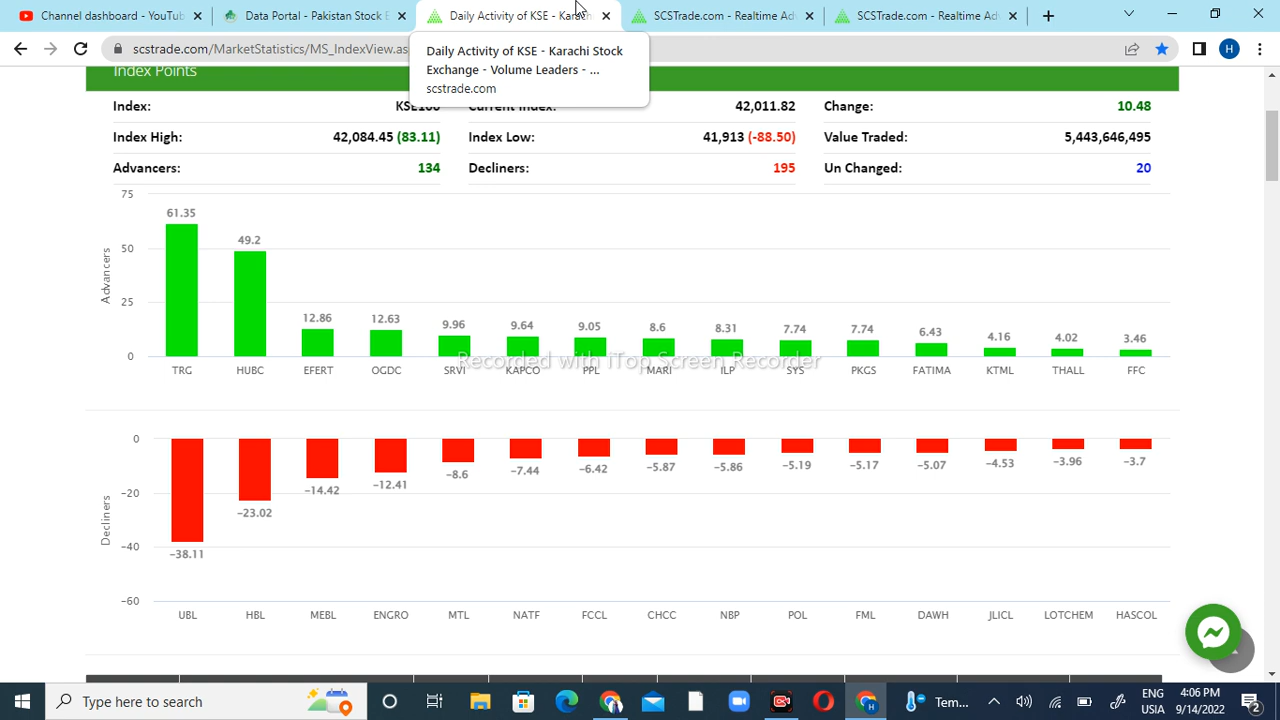 Channel dashboard - YouTub
Data Portal - Pakistan Stock E
Daily Activity of KSE - Karach
SCSTrade.com - Realtime Adv
SCSTrade.com - Realtime Adv
scstrade.com/MarketStatistics/MS_IndexView.as
H
Daily Activity of KSE - Karachi Stock
Exchange - Volume Leaders - ...
scstrade.com
Index Points
Index: KSE100 Current Index: 42,011.82 Change: 10.48
Index High: 42,084.45 (83.11) Index Low: 41,913 (-88.50) Value Traded: 5,443,646,495
Advancers: 134 Decliners: 195 Un Changed: 20
Advancers
75
50
25
0
61.35 49.2 12.86 12.63 9.96 9.64 9.05 8.6 8.31 7.74 7.74 6.43 4.16 4.02 3.46
Recorded with iTop Screen Recorder
TRG HUBC EFERT OGDC SRVI KAPCO PPL MARI ILP SYS PKGS FATIMA KTML THALL FFC
Decliners
0
−20
−40
−60
−38.11 −23.02 −14.42 −12.41 −8.6 −7.44 −6.42 −5.87 −5.86 −5.19 −5.17 −5.07 −4.53 −3.96 −3.7
UBL HBL MEBL ENGRO MTL NATF FCCL CHCC NBP POL FML DAWH JLICL LOTCHEM HASCOL
Type here to search
H
Tem...
ENG
USIA
4:06 PM
9/14/2022
2